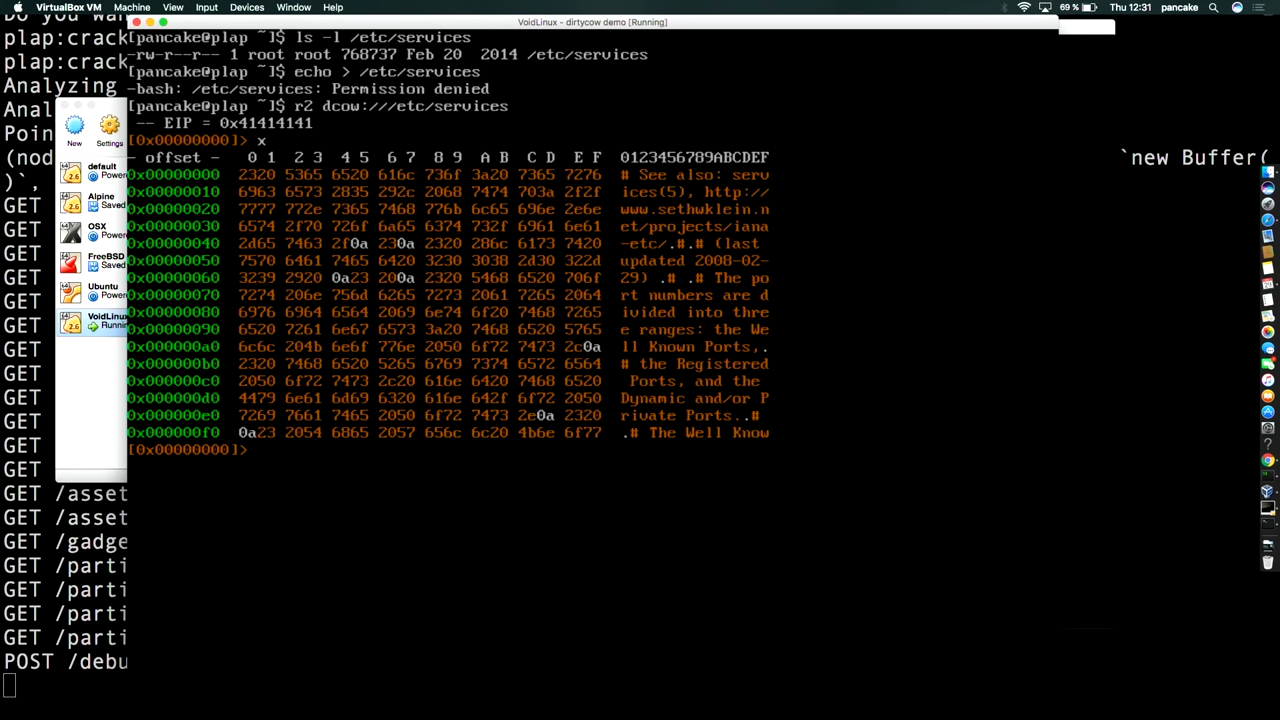 VirtualBox VM Machine View Input Devices Window Help 69 % Thu 12:31 pancake
VoidLinux - dirtycow demo [Running]
Do you wan
plap:crack
plap:crack
Analyzing
Anal
Poin
(nod
)`,
GET
GET
GET
GET
GET
GET
GET
GET
GET
GET
GET
GET
GET /asset
GET /asset
GET /gadge
GET /parti
GET /parti
GET /parti
GET /parti
POST /debu
New Settings
default
Power
Alpine
Saved
OSX
Power
FreeBSD
Saved
Ubuntu
Power
VoidLinux
Runnin
[pancake@plap ~]$ ls -l /etc/services
-rw-r--r-- 1 root root 768737 Feb 20  2014 /etc/services
[pancake@plap ~]$ echo > /etc/services
-bash: /etc/services: Permission denied
[pancake@plap ~]$ r2 dcow:///etc/services
-- EIP = 0x41414141
[0x00000000]> x
- offset -   0 1  2 3  4 5  6 7  8 9  A B  C D  E F  0123456789ABCDEF
0x00000000  2320 5365 6520 616c 736f 3a20 7365 7276  # See also: serv
0x00000010  6963 6573 2835 292c 2068 7474 703a 2f2f  ices(5), http://
0x00000020  7777 772e 7365 7468 776b 6c65 696e 2e6e  www.sethwklein.n
0x00000030  6574 2f70 726f 6a65 6374 732f 6961 6e61  et/projects/iana
0x00000040  2d65 7463 2f0a 230a 2320 286c 6173 7420  -etc/.#.# (last
0x00000050  7570 6461 7465 6420 3230 3038 2d30 322d  updated 2008-02-
0x00000060  3239 2920 0a23 200a 2320 5468 6520 706f  29) .# .# The po
0x00000070  7274 206e 756d 6265 7273 2061 7265 2064  rt numbers are d
0x00000080  6976 6964 6564 2069 6e74 6f20 7468 7265  ivided into thre
0x00000090  6520 7261 6e67 6573 3a20 7468 6520 5765  e ranges: the We
0x000000a0  6c6c 204b 6e6f 776e 2050 6f72 7473 2c0a  ll Known Ports,.
0x000000b0  2320 7468 6520 5265 6769 7374 6572 6564  # the Registered
0x000000c0  2050 6f72 7473 2c20 616e 6420 7468 6520   Ports, and the
0x000000d0  4479 6e61 6d69 6320 616e 642f 6f72 2050  Dynamic and/or P
0x000000e0  7269 7661 7465 2050 6f72 7473 2e0a 2320  rivate Ports..#
0x000000f0  0a23 2054 6865 2057 656c 6c20 4b6e 6f77  .# The Well Know
[0x00000000]>
`new Buffer(